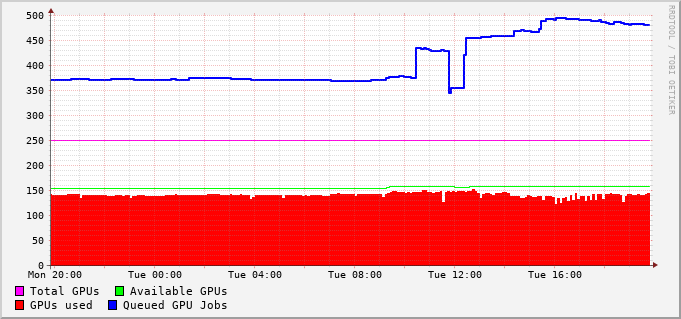 500
450
400
350
300
250
200
150
100
50
0
Mon 20:00 Tue 00:00 Tue 04:00 Tue 08:00 Tue 12:00 Tue 16:00
Total GPUs Available GPUs
GPUs used Queued GPU Jobs
RRDTOOL / TOBI OETIKER